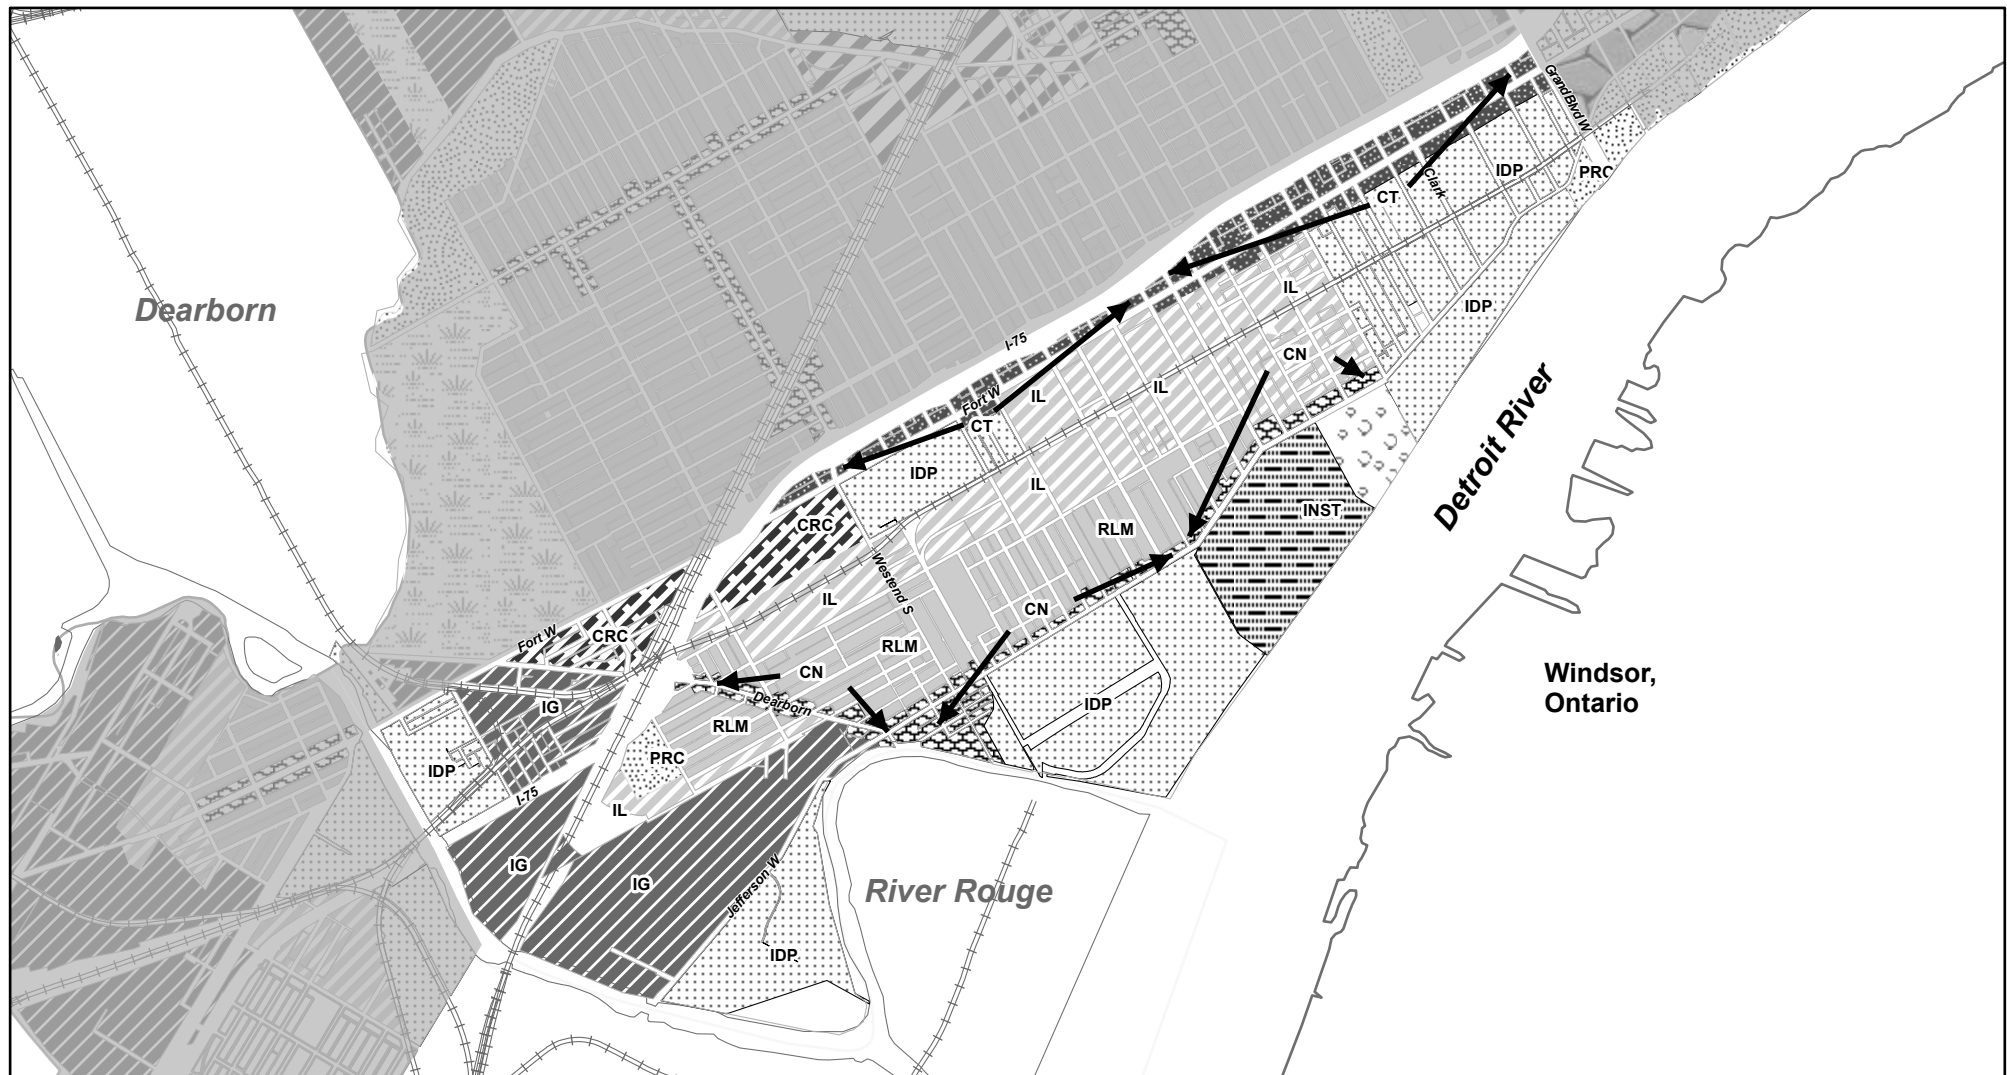 Grand Blvd W
IDP
PRC
Clark
CT
Dearborn
IL
IDP
I-75
CN
Detroit River
Fort W
IL
IL
CT
IDP
IL
INST
CRC
RLM
Westend S
IL
CN
Fort W
CRC
RLM
CN
Windsor,
Ontario
Dearborn
IG
IDP
RLM
PRC
IDP
I-75
IL
IG
IG
Jefferson W
River Rouge
IDP